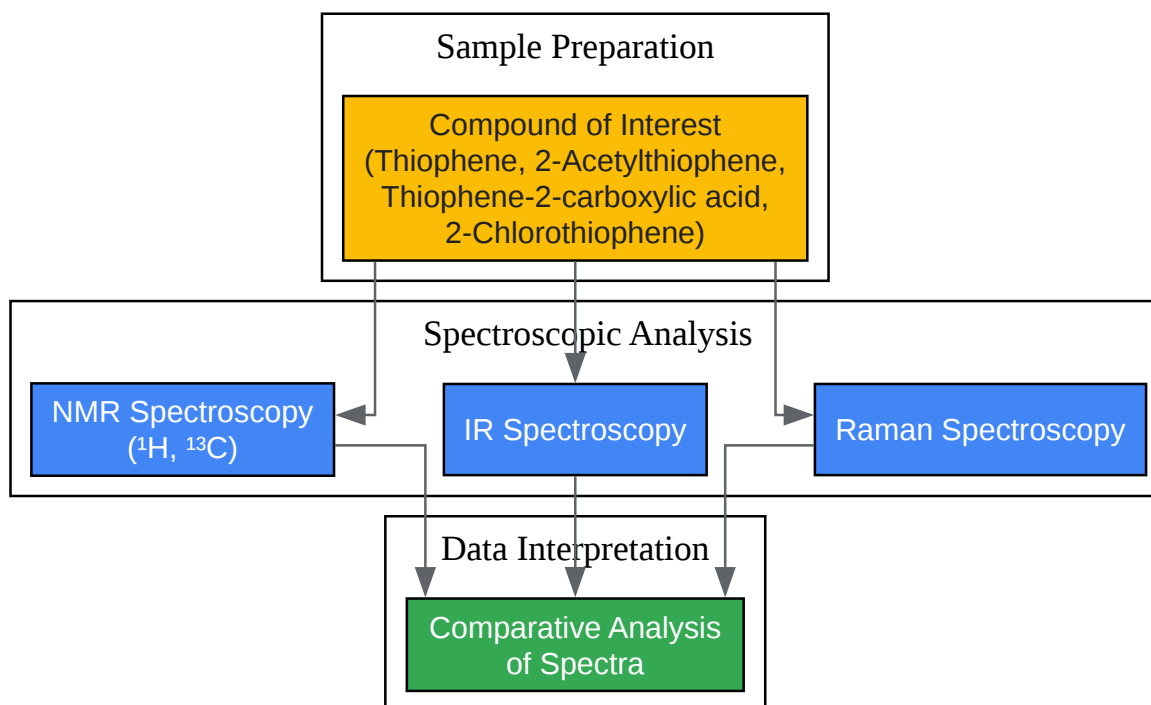 Sample Preparation
Compound of Interest
(Thiophene, 2-Acetylthiophene,
Thiophene-2-carboxylic acid,
2-Chlorothiophene)
Spectroscopic Analysis
NMR Spectroscopy
(¹H, ¹³C)
IR Spectroscopy
Raman Spectroscopy
Data Interpretation
Comparative Analysis
of Spectra